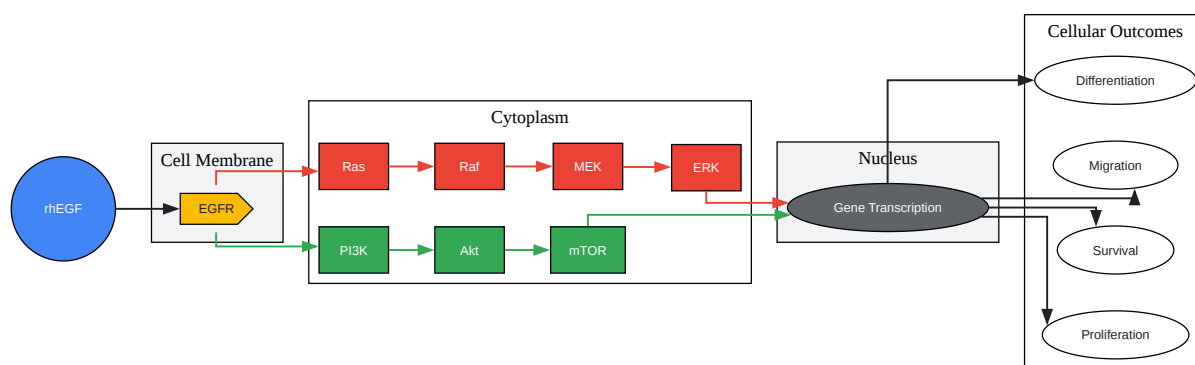 Cellular Outcomes
Differentiation
Cytoplasm
Cell Membrane
Ras
Raf
MEK
ERK
Nucleus
Migration
rhEGF
EGFR
Gene Transcription
PI3K
Akt
mTOR
Survival
Proliferation